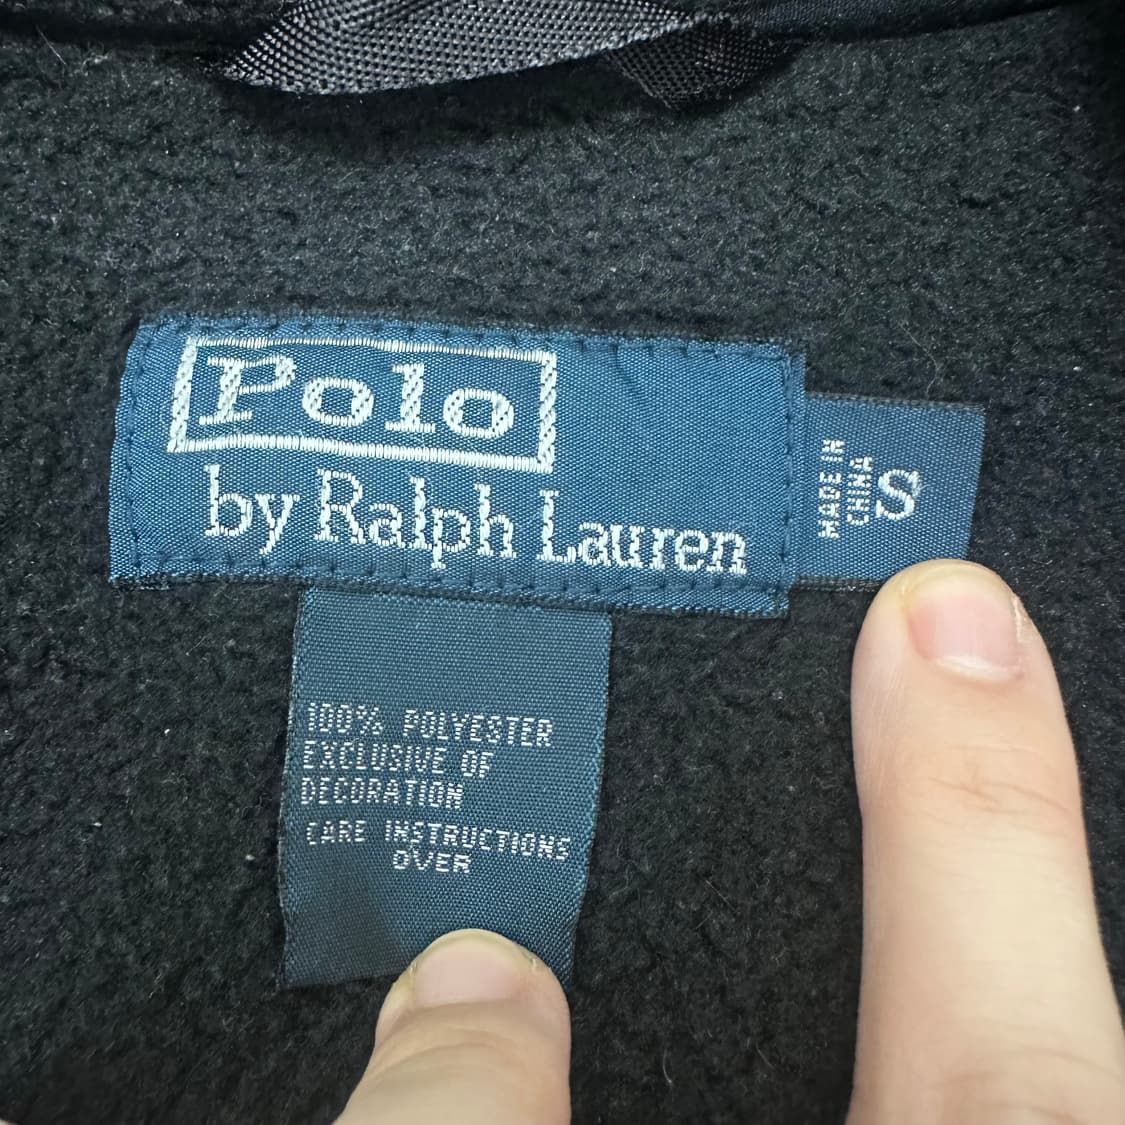 Polo
by Ralph Lauren
MADE IN
CHINA
S
100% POLYESTER
EXCLUSIVE OF
DECORATION
CARE INSTRUCTIONS
OVER